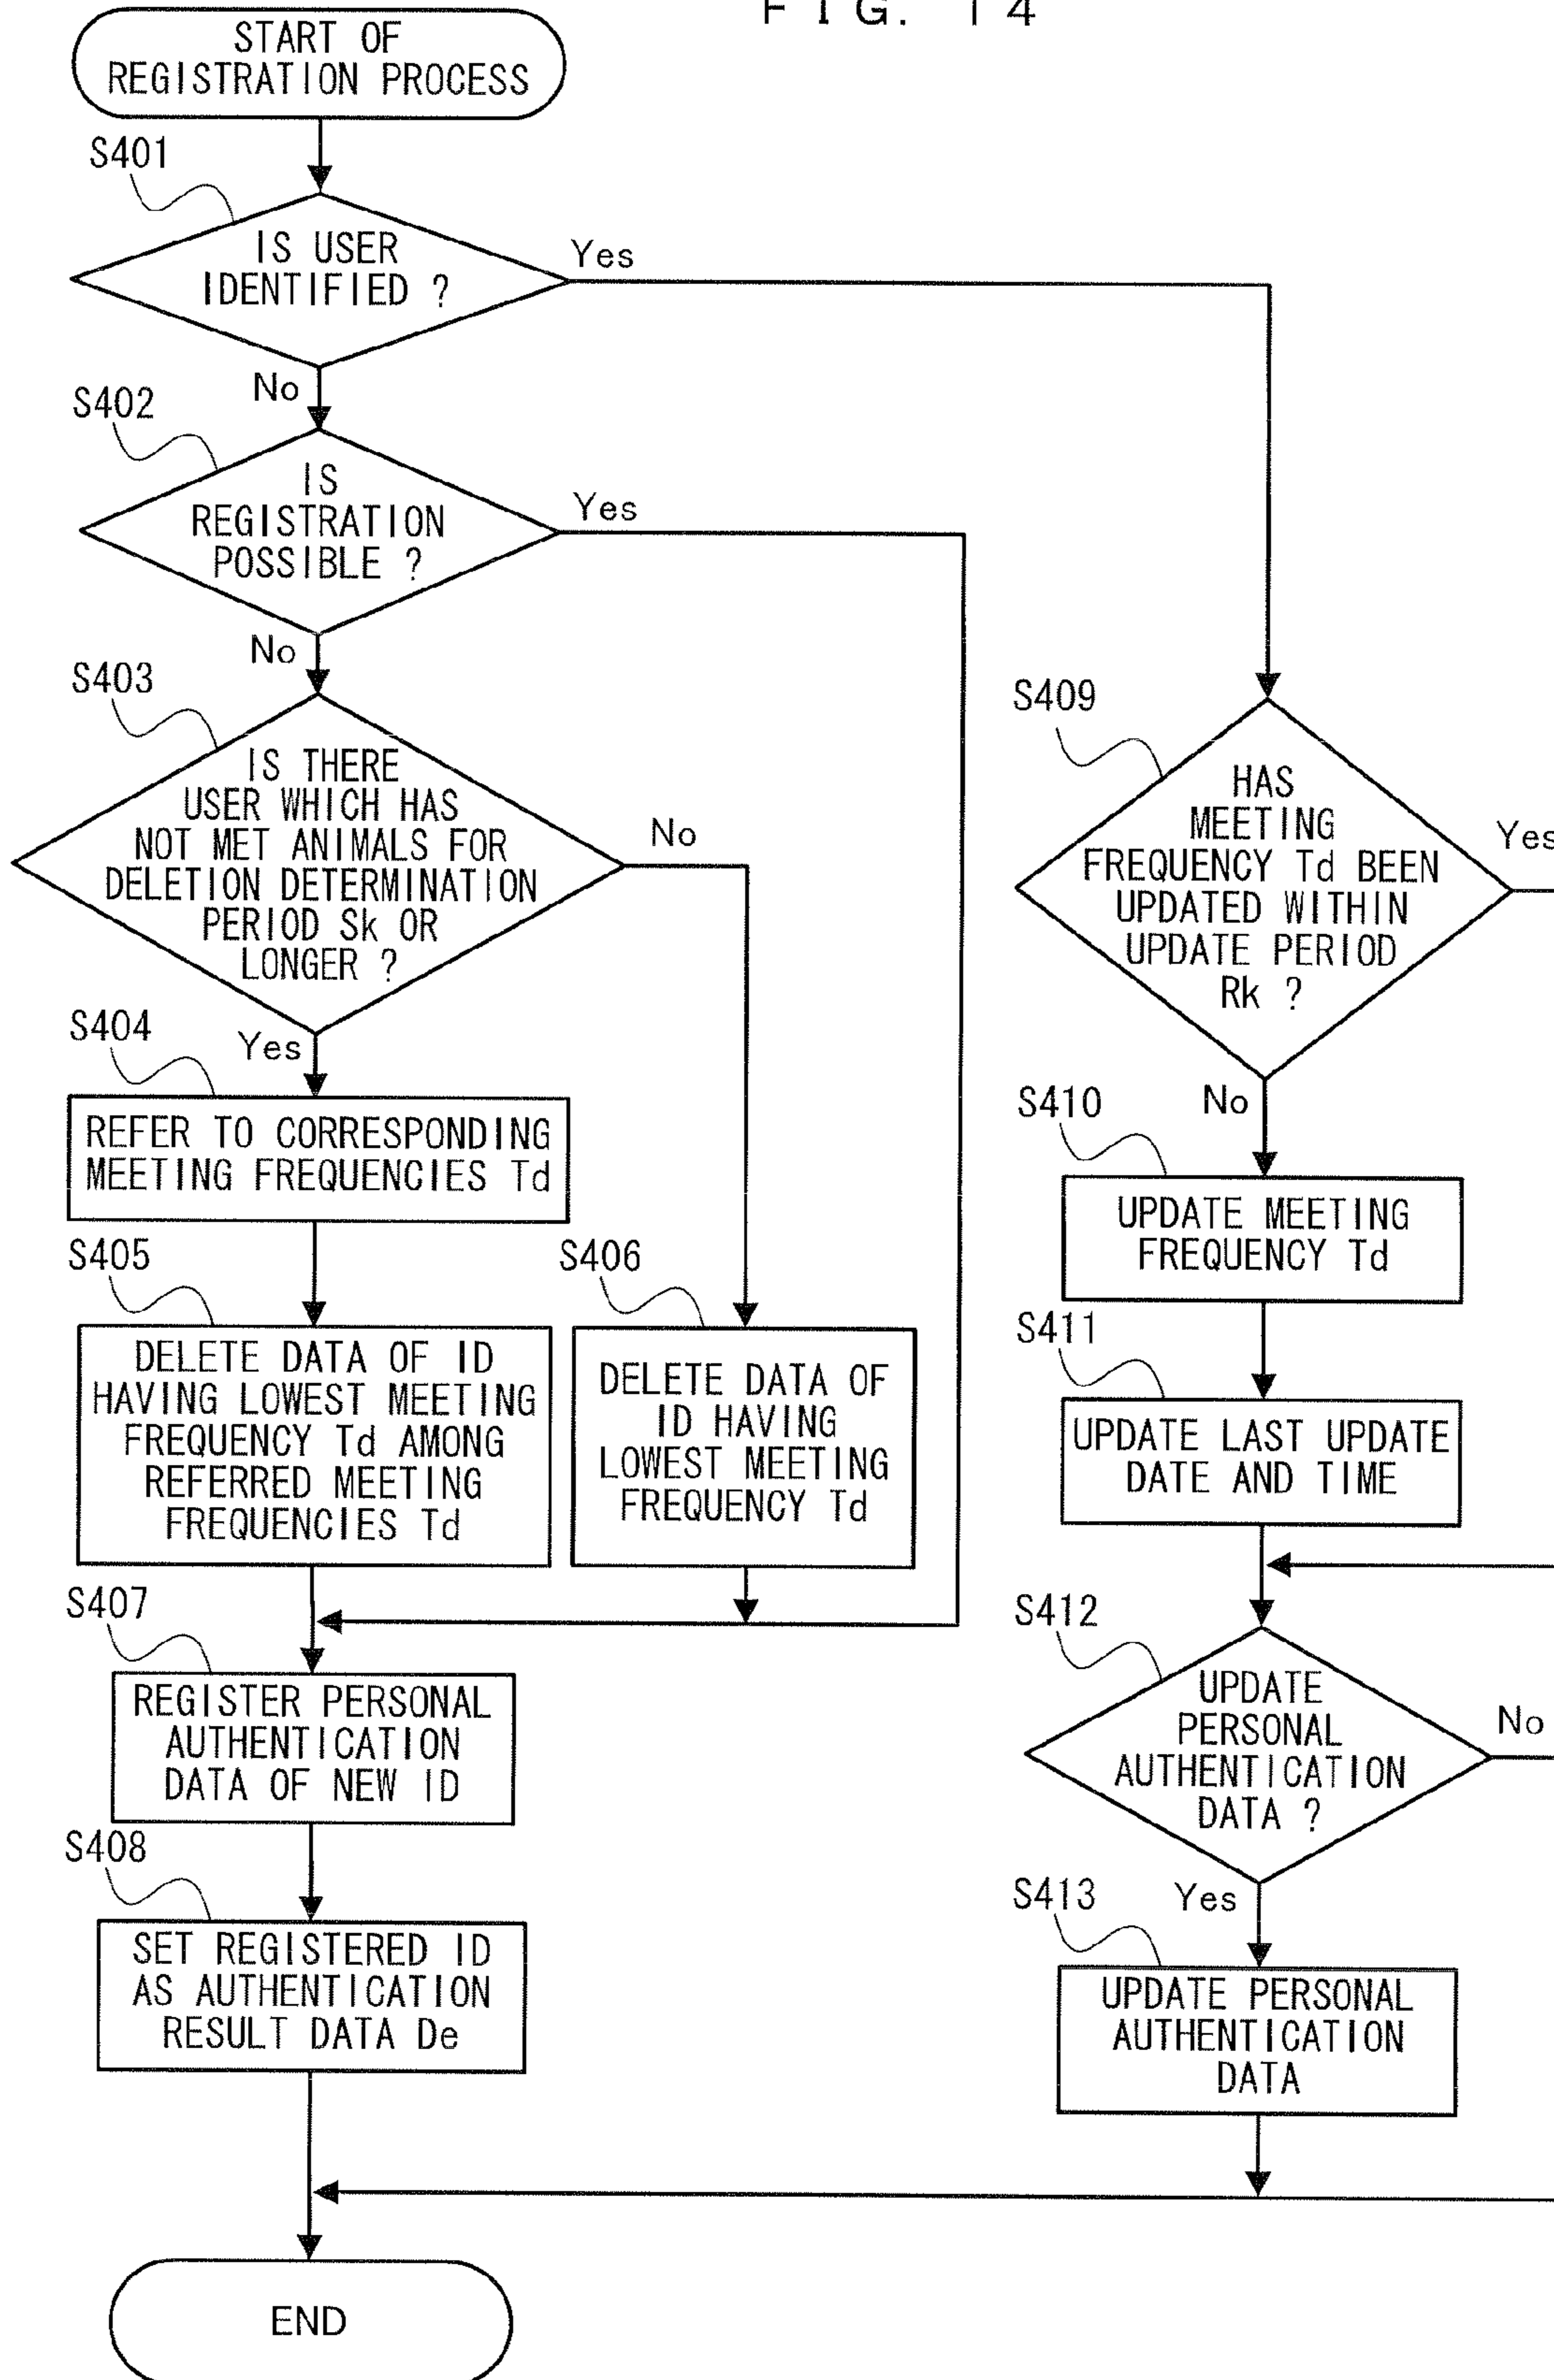 FIG. 14
START OF
REGISTRATION PROCESS
S401
IS USER
IDENTIFIED ?
Yes
No
S402
IS
REGISTRATION
POSSIBLE ?
Yes
No
S403
IS THERE
USER WHICH HAS
NOT MET ANIMALS FOR
DELETION DETERMINATION
PERIOD Sk OR
LONGER ?
No
Yes
S404
REFER TO CORRESPONDING
MEETING FREQUENCIES Td
S405
DELETE DATA OF ID
HAVING LOWEST MEETING
FREQUENCY Td AMONG
REFERRED MEETING
FREQUENCIES Td
S406
DELETE DATA OF
ID HAVING
LOWEST MEETING
FREQUENCY Td
S407
REGISTER PERSONAL
AUTHENTICATION
DATA OF NEW ID
S408
SET REGISTERED ID
AS AUTHENTICATION
RESULT DATA De
END
S409
HAS
MEETING
FREQUENCY Td BEEN
UPDATED WITHIN
UPDATE PERIOD
Rk ?
Yes
No
S410
UPDATE MEETING
FREQUENCY Td
S411
UPDATE LAST UPDATE
DATE AND TIME
S412
UPDATE
PERSONAL
AUTHENTICATION
DATA ?
No
Yes
S413
UPDATE PERSONAL
AUTHENTICATION
DATA